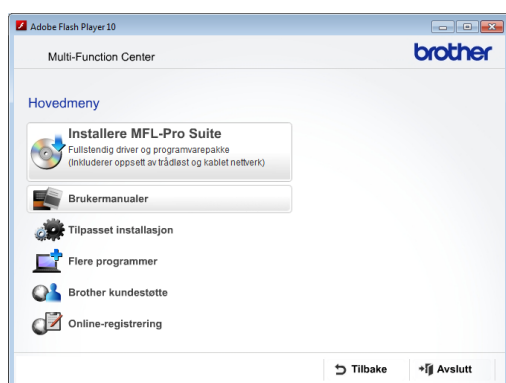 Adobe Flash Player 10
Multi-Function Center
brother
Hovedmeny
Installere MFL-Pro Suite
Fullstendig driver og programvarepakke
(Inkluderer oppsett av trådløst og kablet nettverk)
Brukermanualer
Tilpasset installasjon
Flere programmer
Brother kundestøtte
Online-registrering
Tilbake
Avslutt